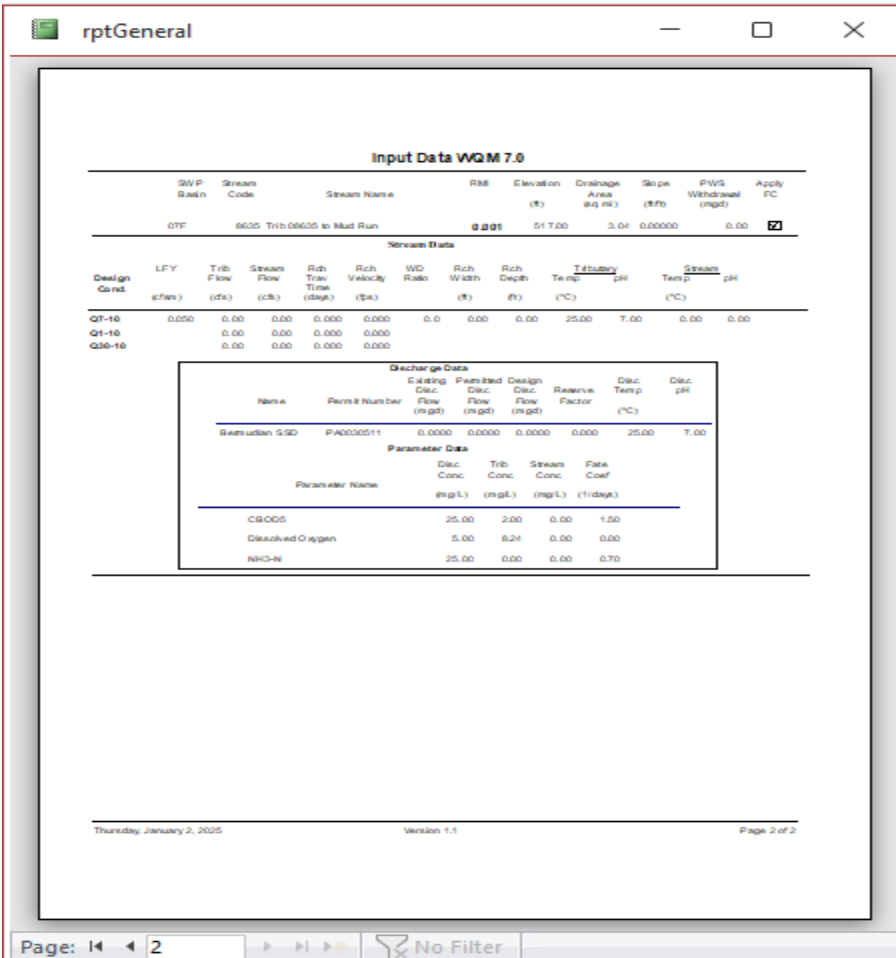 rptGeneral
Input Data WQM 7.0
SWP Basin Stream Code Stream Name RMI Elevation (ft) Drainage Area (sq mi) Slope (ft/ft) PWS Withdrawal (mgd) Apply FC
07F 8635 Trib 08635 to Mud Run 0.001 517.00 3.04 0.00000 0.00
Stream Data
Design Cond. LFY (cfsm) Trib Flow (cfs) Stream Flow (cfs) Rch Trav Time (days) Rch Velocity (fps) WD Ratio Rch Width (ft) Rch Depth (ft) Tributary Temp (°C) pH Stream Temp (°C) pH
Q7-10 0.050 0.00 0.00 0.000 0.000 0.0 0.00 0.00 25.00 7.00 0.00 0.00
Q1-10 0.00 0.00 0.000 0.000
Q30-10 0.00 0.00 0.000 0.000
Discharge Data
Name Permit Number Existing Disc Flow (mgd) Permitted Disc Flow (mgd) Design Disc Flow (mgd) Reserve Factor Disc Temp (°C) Disc pH
Bermudian SSD PA0030511 0.0000 0.0000 0.0000 0.000 25.00 7.00
Parameter Data
Parameter Name Disc Conc (mg/L) Trib Conc (mg/L) Stream Conc (mg/L) Fate Coef (1/days)
CBOD5 25.00 2.00 0.00 1.50
Dissolved Oxygen 5.00 8.24 0.00 0.00
NH3-N 25.00 0.00 0.00 0.70
Thursday, January 2, 2025 Version 1.1 Page 2 of 2
Page: 2 No Filter